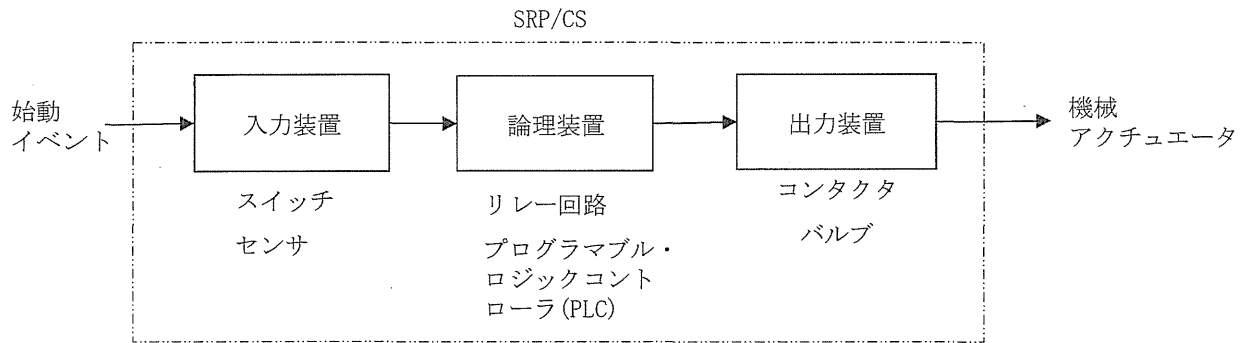 SRP/CS
始動
イベント
入力装置
論理装置
出力装置
機械
アクチュエータ
スイッチ
センサ
リレー回路
プログラマブル・
ロジックコント
ローラ(PLC)
コンタクタ
バルブ